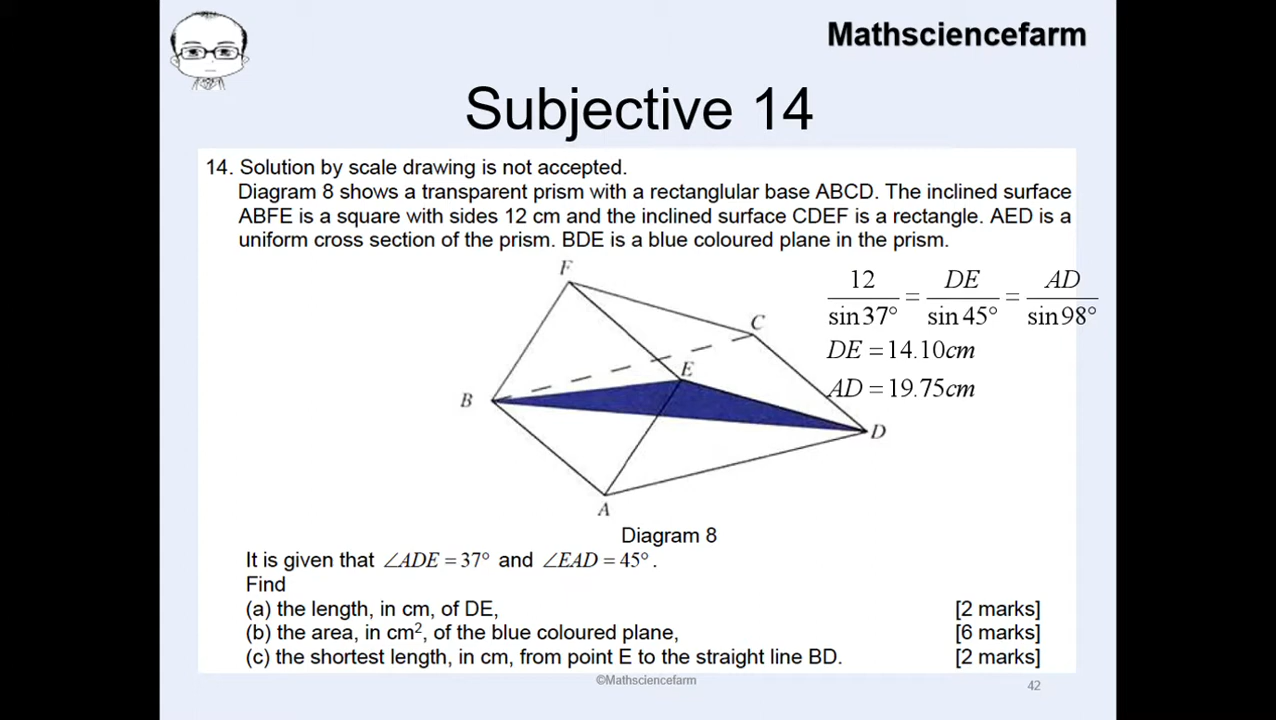 Mathsciencefarm
Subjective 14
14. Solution by scale drawing is not accepted.
Diagram 8 shows a transparent prism with a rectanglular base ABCD. The inclined surface
ABFE is a square with sides 12 cm and the inclined surface CDEF is a rectangle. AED is a
uniform cross section of the prism. BDE is a blue coloured plane in the prism.
12/sin37° = DE/sin45° = AD/sin98°
DE = 14.10cm
AD = 19.75cm
F
C
E
B
D
A
Diagram 8
It is given that ∠ADE = 37° and ∠EAD = 45°.
Find
(a) the length, in cm, of DE, [2 marks]
(b) the area, in cm², of the blue coloured plane, [6 marks]
(c) the shortest length, in cm, from point E to the straight line BD. [2 marks]
©Mathsciencefarm
42